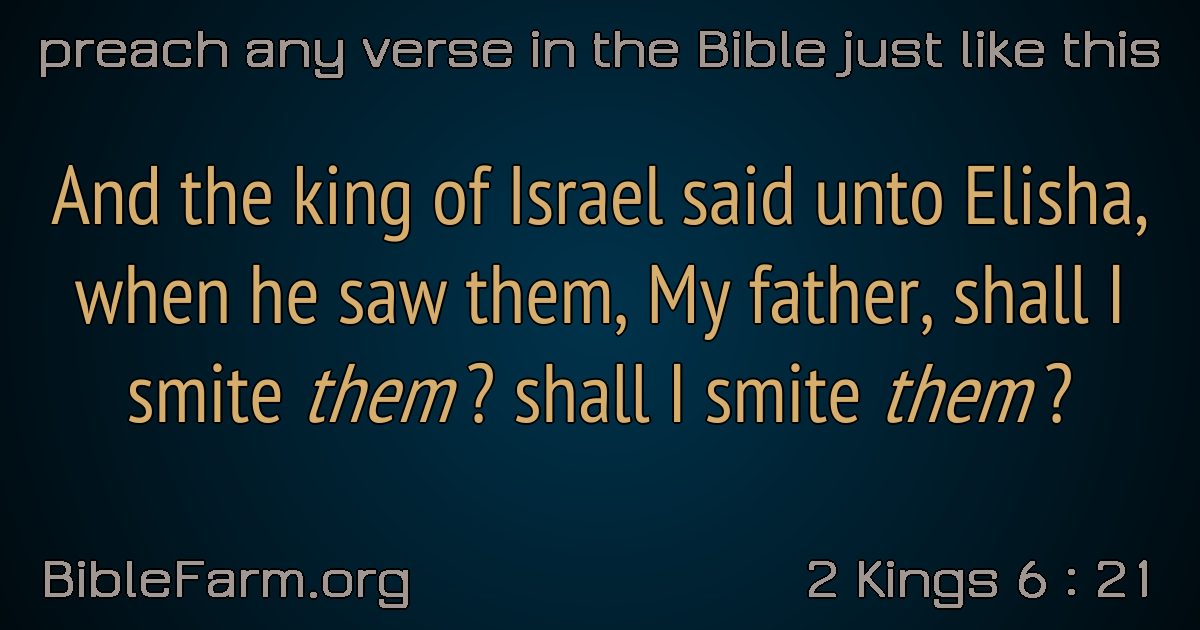 preach any verse in the Bible just like this
And the king of Israel said unto Elisha,
when he saw them, My father, shall I
smite them ? shall I smite them ?
BibleFarm.org
2 Kings 6 : 21